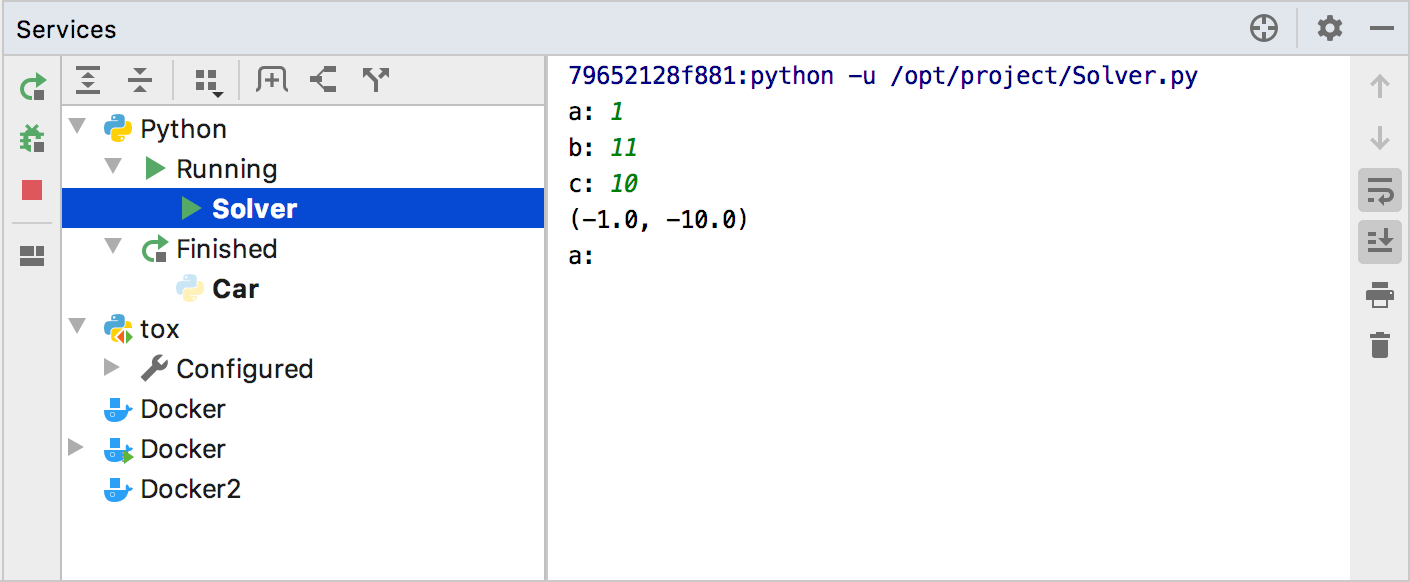 Services
Python
Running
Solver
Finished
Car
tox
Configured
Docker
Docker
Docker2
79652128f881:python -u /opt/project/Solver.py
a: 1
b: 11
c: 10
(-1.0, -10.0)
a: